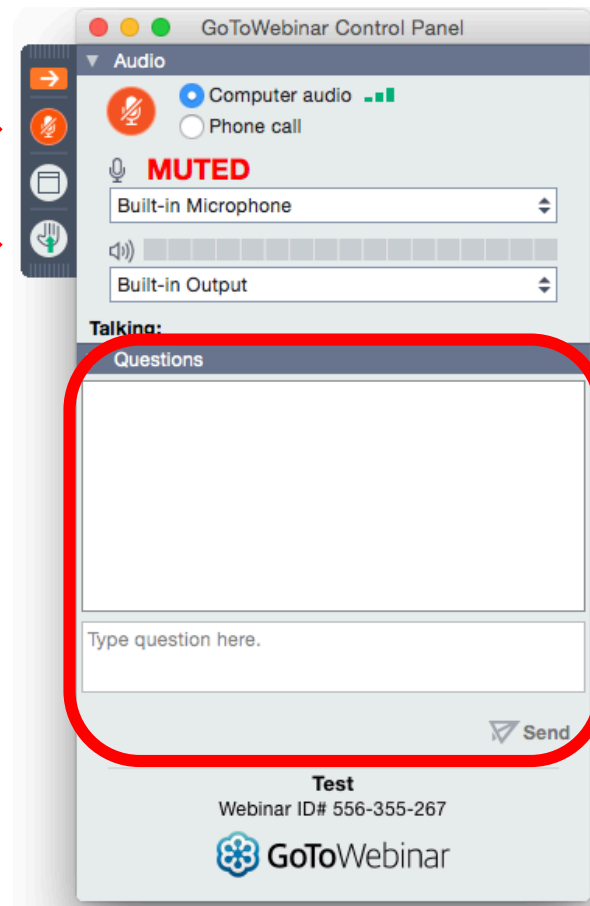 GoToWebinar Control Panel
Audio
Computer audio
Phone call
MUTED
Built-in Microphone
Built-in Output
Talking:
Questions
Type question here.
Send
Test
Webinar ID# 556-355-267
GoToWebinar